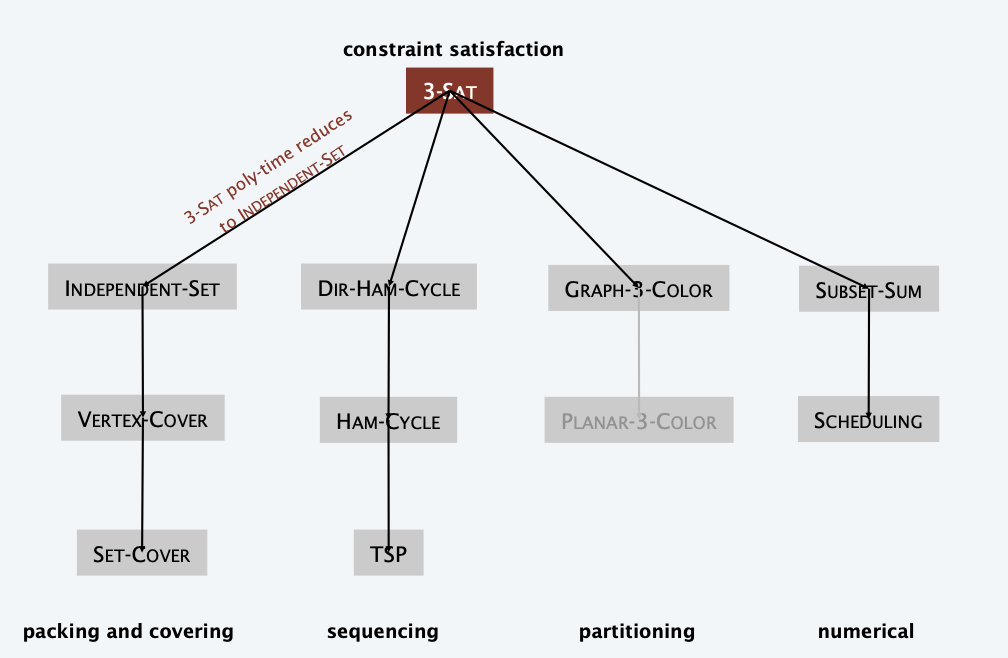 constraint satisfaction
3-SAT
3-SAT poly-time reduces
to INDEPENDENT-SET
INDEPENDENT-SET
DIR-HAM-CYCLE
GRAPH-3-COLOR
SUBSET-SUM
VERTEX-COVER
HAM-CYCLE
PLANAR-3-COLOR
SCHEDULING
SET-COVER
TSP
packing and covering
sequencing
partitioning
numerical